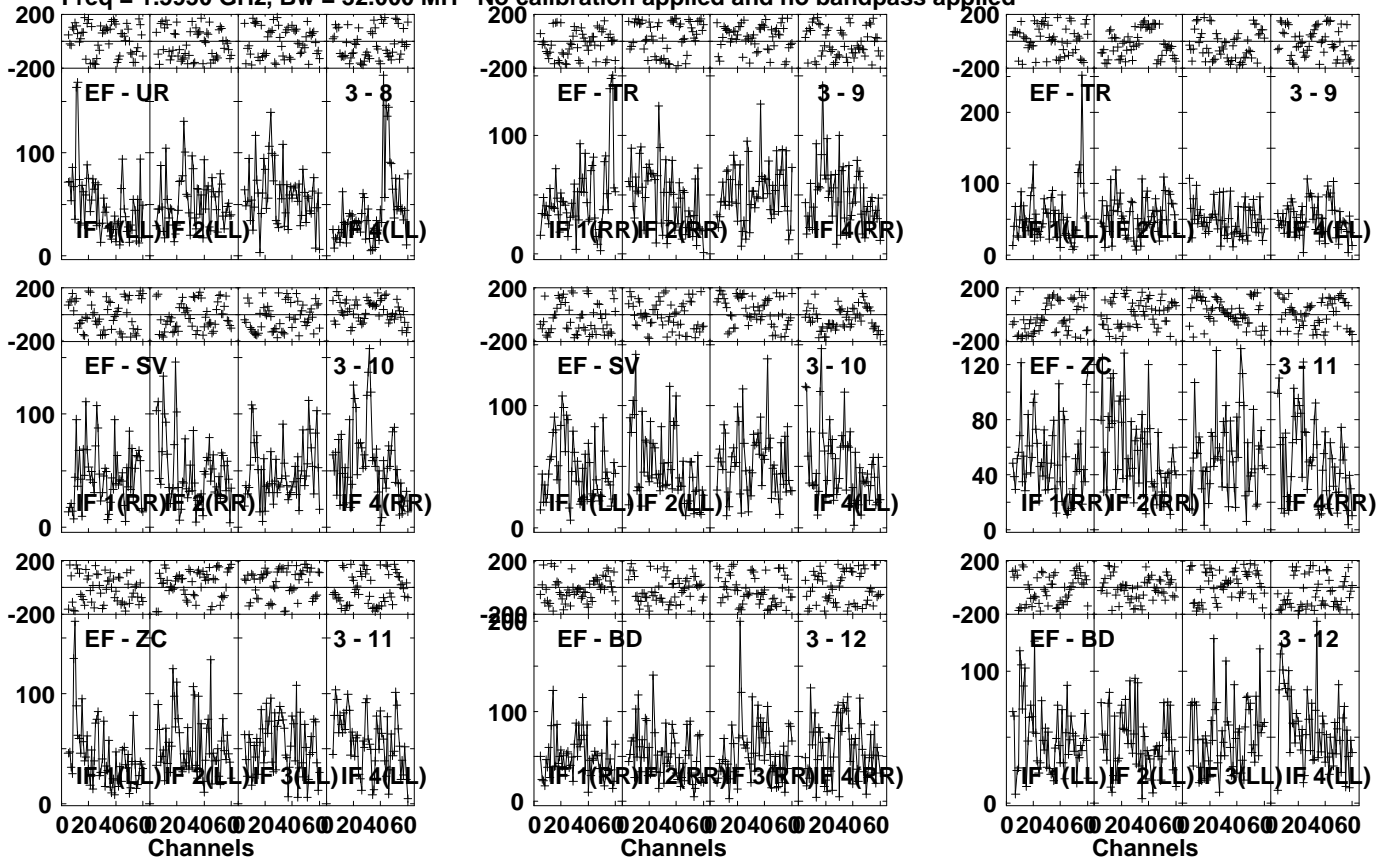 Freq = 1.5950 GHz, Bw = 32.000 MH No calibration applied and no bandpass applied
200
-200
EF - UR 3 - 8
100
0
IF 1(LL) IF 2(LL) IF 4(LL)
200
-200
EF - TR 3 - 9
100
0
IF 1(RR) IF 2(RR) IF 4(RR)
200
-200
EF - TR 3 - 9
200
100
0
IF 1(LL) IF 2(LL) IF 4(LL)
200
-200
EF - SV 3 - 10
100
0
IF 1(RR) IF 2(RR) IF 4(RR)
200
-200
EF - SV 3 - 10
100
0
IF 1(LL) IF 2(LL) IF 4(LL)
200
-200
EF - ZC 3 - 11
120
80
40
0
IF 1(RR) IF 2(RR) IF 4(RR)
200
-200
EF - ZC 3 - 11
100
0
IF 1(LL) IF 2(LL) IF 3(LL) IF 4(LL)
0 20 40 60 0 20 40 60 0 20 40 60 0 20 40 60
Channels
200
-200
200
EF - BD 3 - 12
100
0
IF 1(RR) IF 2(RR) IF 3(RR) IF 4(RR)
0 20 40 60 0 20 40 60 0 20 40 60 0 20 40 60
Channels
200
-200
EF - BD 3 - 12
100
0
IF 1(LL) IF 2(LL) IF 3(LL) IF 4(LL)
0 20 40 60 0 20 40 60 0 20 40 60 0 20 40 60
Channels